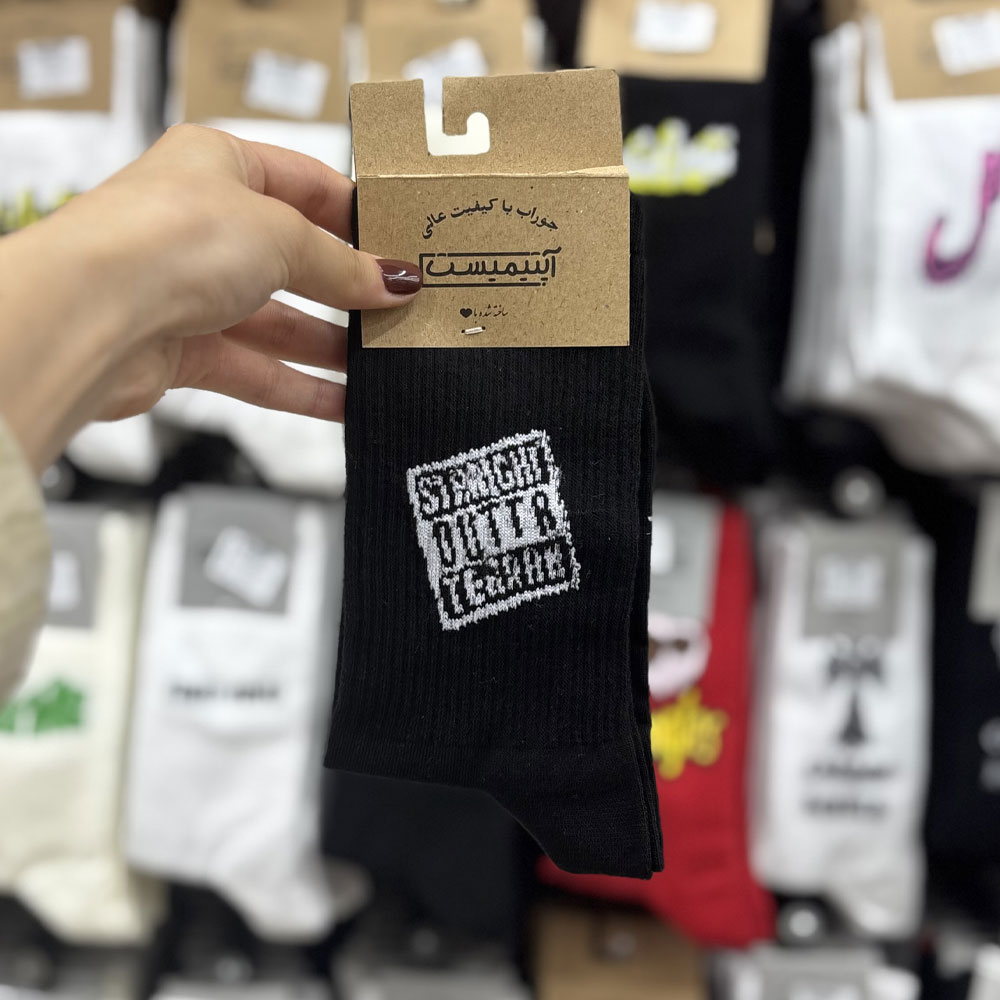 جوراب با کیفیت عالی
آپتیمیست
ساخته شده با
STRAIGHT
OUTTA
TEHRAN